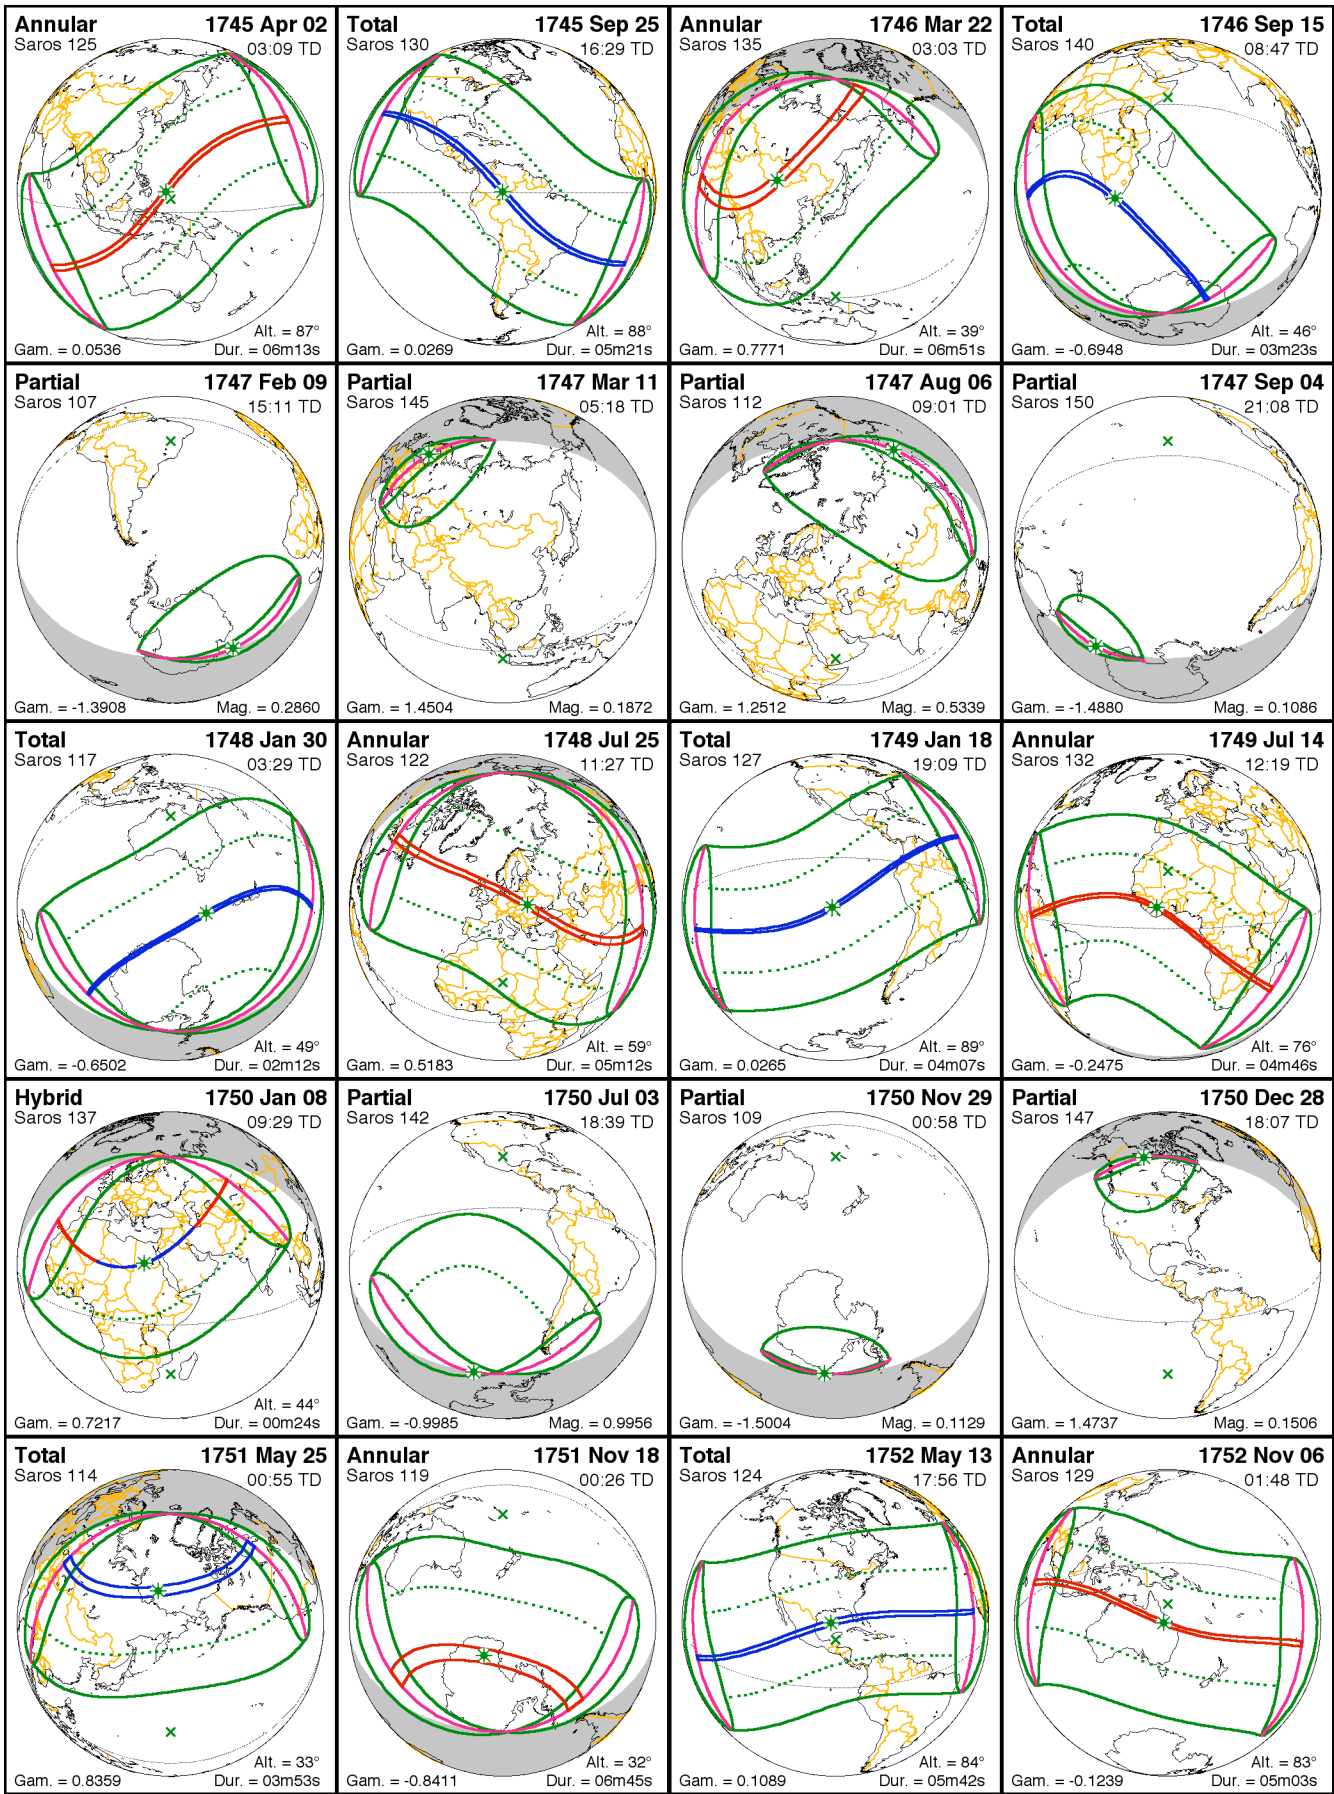 Annular 1745 Apr 02
Saros 125 03:09 TD
Alt. = 87°
Gam. = 0.0536 Dur. = 06m13s
Total 1745 Sep 25
Saros 130 16:29 TD
Alt. = 88°
Gam. = 0.0269 Dur. = 05m21s
Annular 1746 Mar 22
Saros 135 03:03 TD
Alt. = 39°
Gam. = 0.7771 Dur. = 06m51s
Total 1746 Sep 15
Saros 140 08:47 TD
Alt. = 46°
Gam. = -0.6948 Dur. = 03m23s
Partial 1747 Feb 09
Saros 107 15:11 TD
Gam. = -1.3908 Mag. = 0.2860
Partial 1747 Mar 11
Saros 145 05:18 TD
Gam. = 1.4504 Mag. = 0.1872
Partial 1747 Aug 06
Saros 112 09:01 TD
Gam. = 1.2512 Mag. = 0.5339
Partial 1747 Sep 04
Saros 150 21:08 TD
Gam. = -1.4880 Mag. = 0.1086
Total 1748 Jan 30
Saros 117 03:29 TD
Alt. = 49°
Gam. = -0.6502 Dur. = 02m12s
Annular 1748 Jul 25
Saros 122 11:27 TD
Alt. = 59°
Gam. = 0.5183 Dur. = 05m12s
Total 1749 Jan 18
Saros 127 19:09 TD
Alt. = 89°
Gam. = 0.0265 Dur. = 04m07s
Annular 1749 Jul 14
Saros 132 12:19 TD
Alt. = 76°
Gam. = -0.2475 Dur. = 04m46s
Hybrid 1750 Jan 08
Saros 137 09:29 TD
Alt. = 44°
Gam. = 0.7217 Dur. = 00m24s
Partial 1750 Jul 03
Saros 142 18:39 TD
Gam. = -0.9985 Mag. = 0.9956
Partial 1750 Nov 29
Saros 109 00:58 TD
Gam. = -1.5004 Mag. = 0.1129
Partial 1750 Dec 28
Saros 147 18:07 TD
Gam. = 1.4737 Mag. = 0.1506
Total 1751 May 25
Saros 114 00:55 TD
Alt. = 33°
Gam. = 0.8359 Dur. = 03m53s
Annular 1751 Nov 18
Saros 119 00:26 TD
Alt. = 32°
Gam. = -0.8411 Dur. = 06m45s
Total 1752 May 13
Saros 124 17:56 TD
Alt. = 84°
Gam. = 0.1089 Dur. = 05m42s
Annular 1752 Nov 06
Saros 129 01:48 TD
Alt. = 83°
Gam. = -0.1239 Dur. = 05m03s